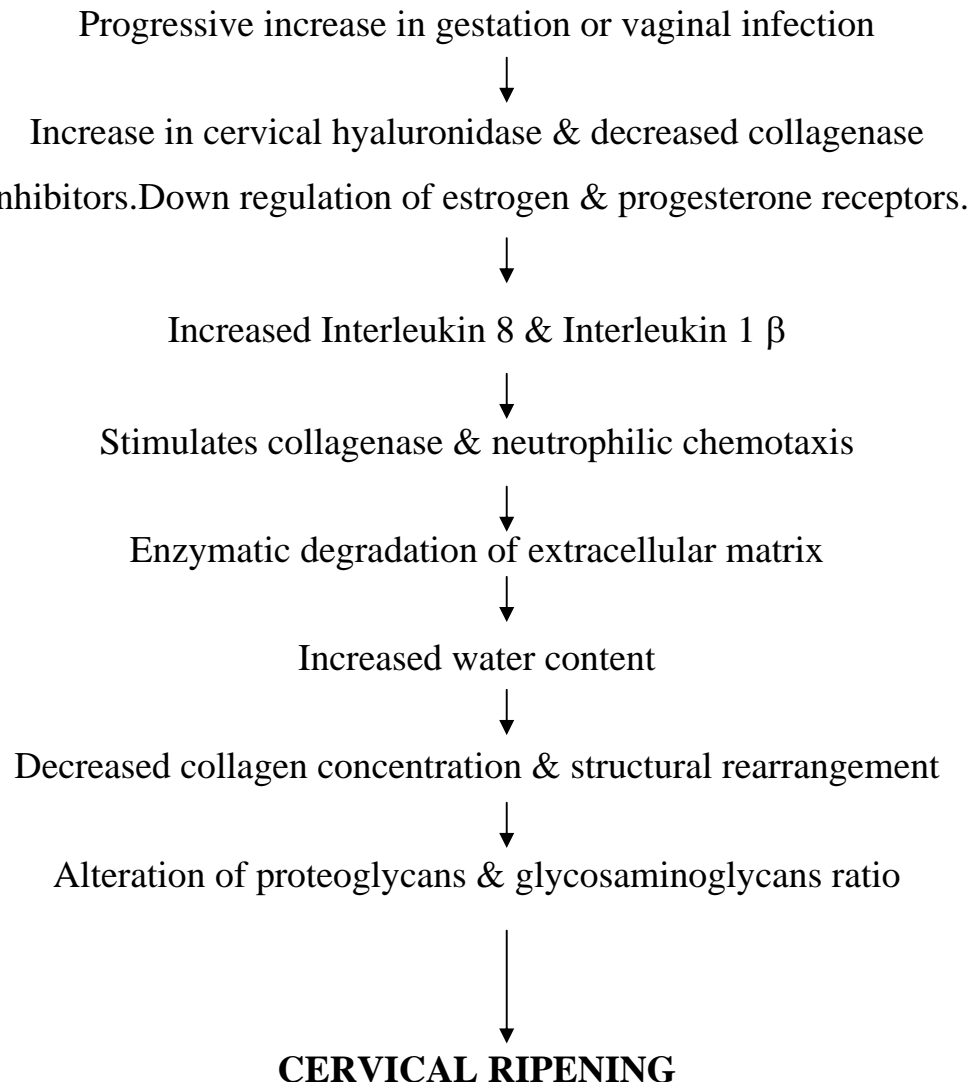 Progressive increase in gestation or vaginal infection
Increase in cervical hyaluronidase & decreased collagenase
nhibitors.Down regulation of estrogen & progesterone receptors.
Increased Interleukin 8 & Interleukin 1 β
Stimulates collagenase & neutrophilic chemotaxis
Enzymatic degradation of extracellular matrix
Increased water content
Decreased collagen concentration & structural rearrangement
Alteration of proteoglycans & glycosaminoglycans ratio
CERVICAL RIPENING